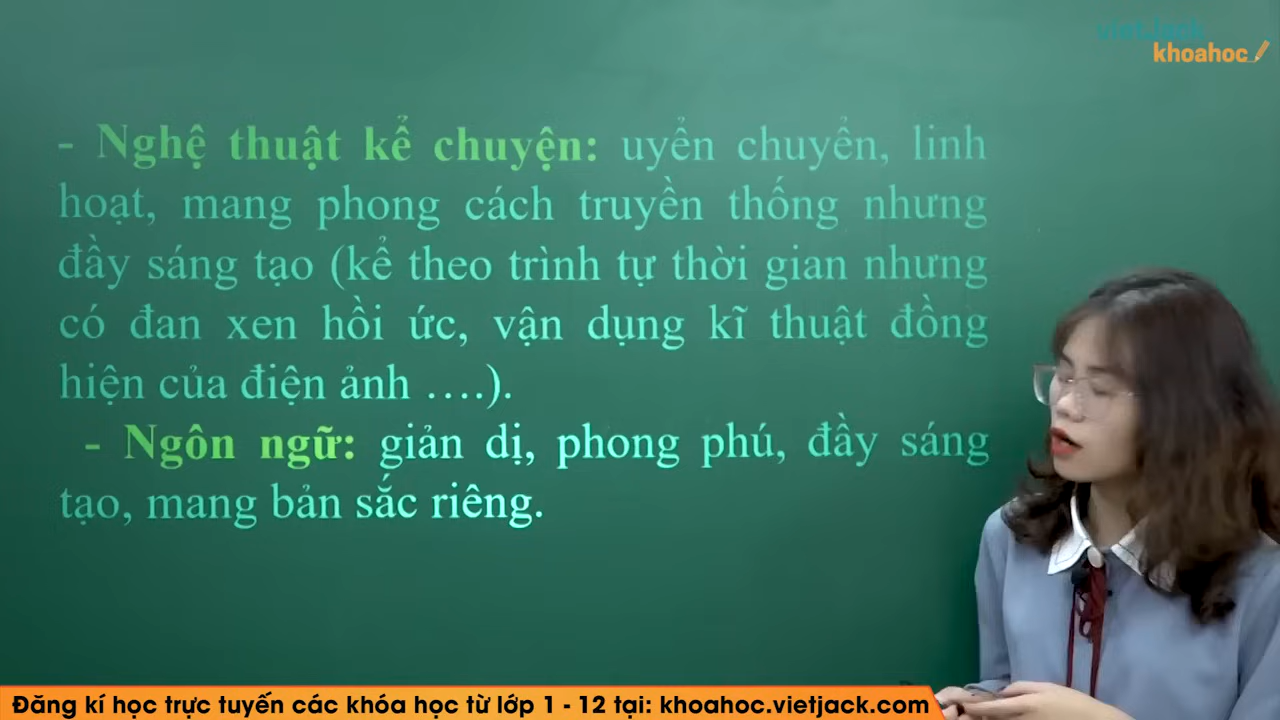 vietJack
khoahoc
- Nghệ thuật kể chuyện: uyển chuyển, linh
hoạt, mang phong cách truyền thống nhưng
đầy sáng tạo (kể theo trình tự thời gian nhưng
có đan xen hồi ức, vận dụng kĩ thuật đồng
hiện của điện ảnh ….).
- Ngôn ngữ: giản dị, phong phú, đầy sáng
tạo, mang bản sắc riêng.
Đăng kí học trực tuyến các khóa học từ lớp 1 - 12 tại: khoahoc.vietjack.com